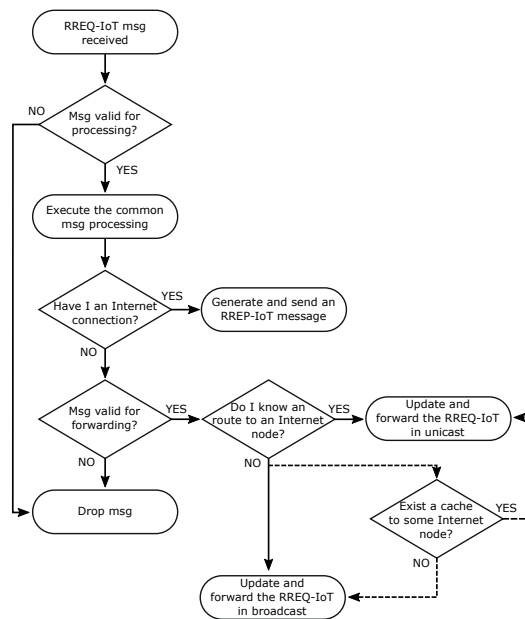 RREQ-IoT msg
received
NO
Msg valid for
processing?
YES
Execute the common
msg processing
Have I an Internet
connection?
YES
Generate and send an
RREP-IoT message
NO
Msg valid for
forwarding?
YES
Do I know an
route to an Internet
node?
YES
Update and
forward the RREQ-IoT
in unicast
NO
NO
Drop msg
Exist a cache
to some Internet
node?
YES
NO
Update and
forward the RREQ-IoT
in broadcast